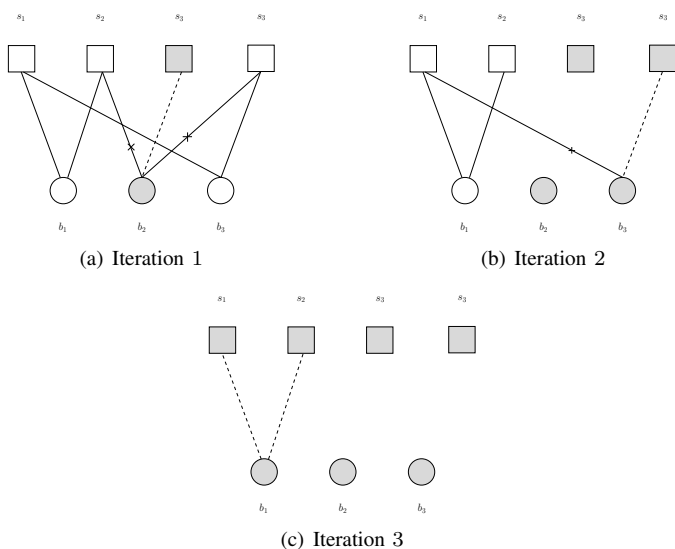 s₁ s₂ s₃ s₃ s₁ s₂ s₃ s₃
b₁ b₂ b₃ b₁ b₂ b₃
(a) Iteration 1 (b) Iteration 2
s₁ s₂ s₃ s₃
b₁ b₂ b₃
(c) Iteration 3